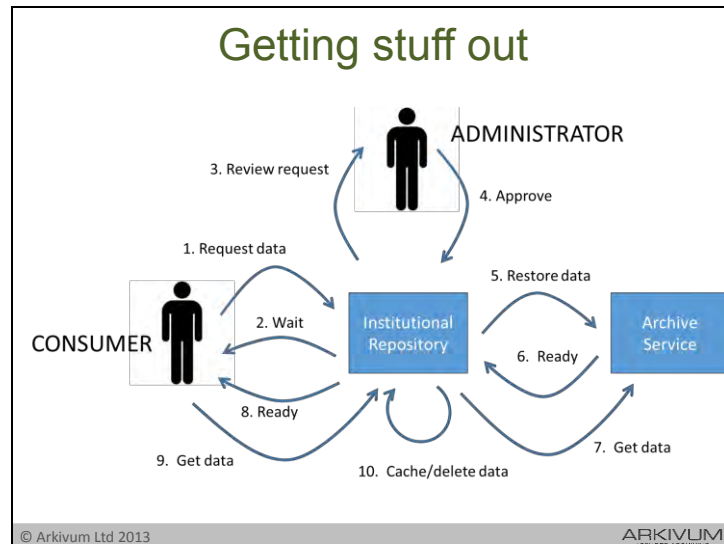 Getting stuff out
ADMINISTRATOR
3. Review request
4. Approve
1. Request data
5. Restore data
CONSUMER
2. Wait
Institutional
Repository
Archive
Service
6. Ready
8. Ready
7. Get data
9. Get data
10. Cache/delete data
© Arkivum Ltd 2013
ARKIVUM